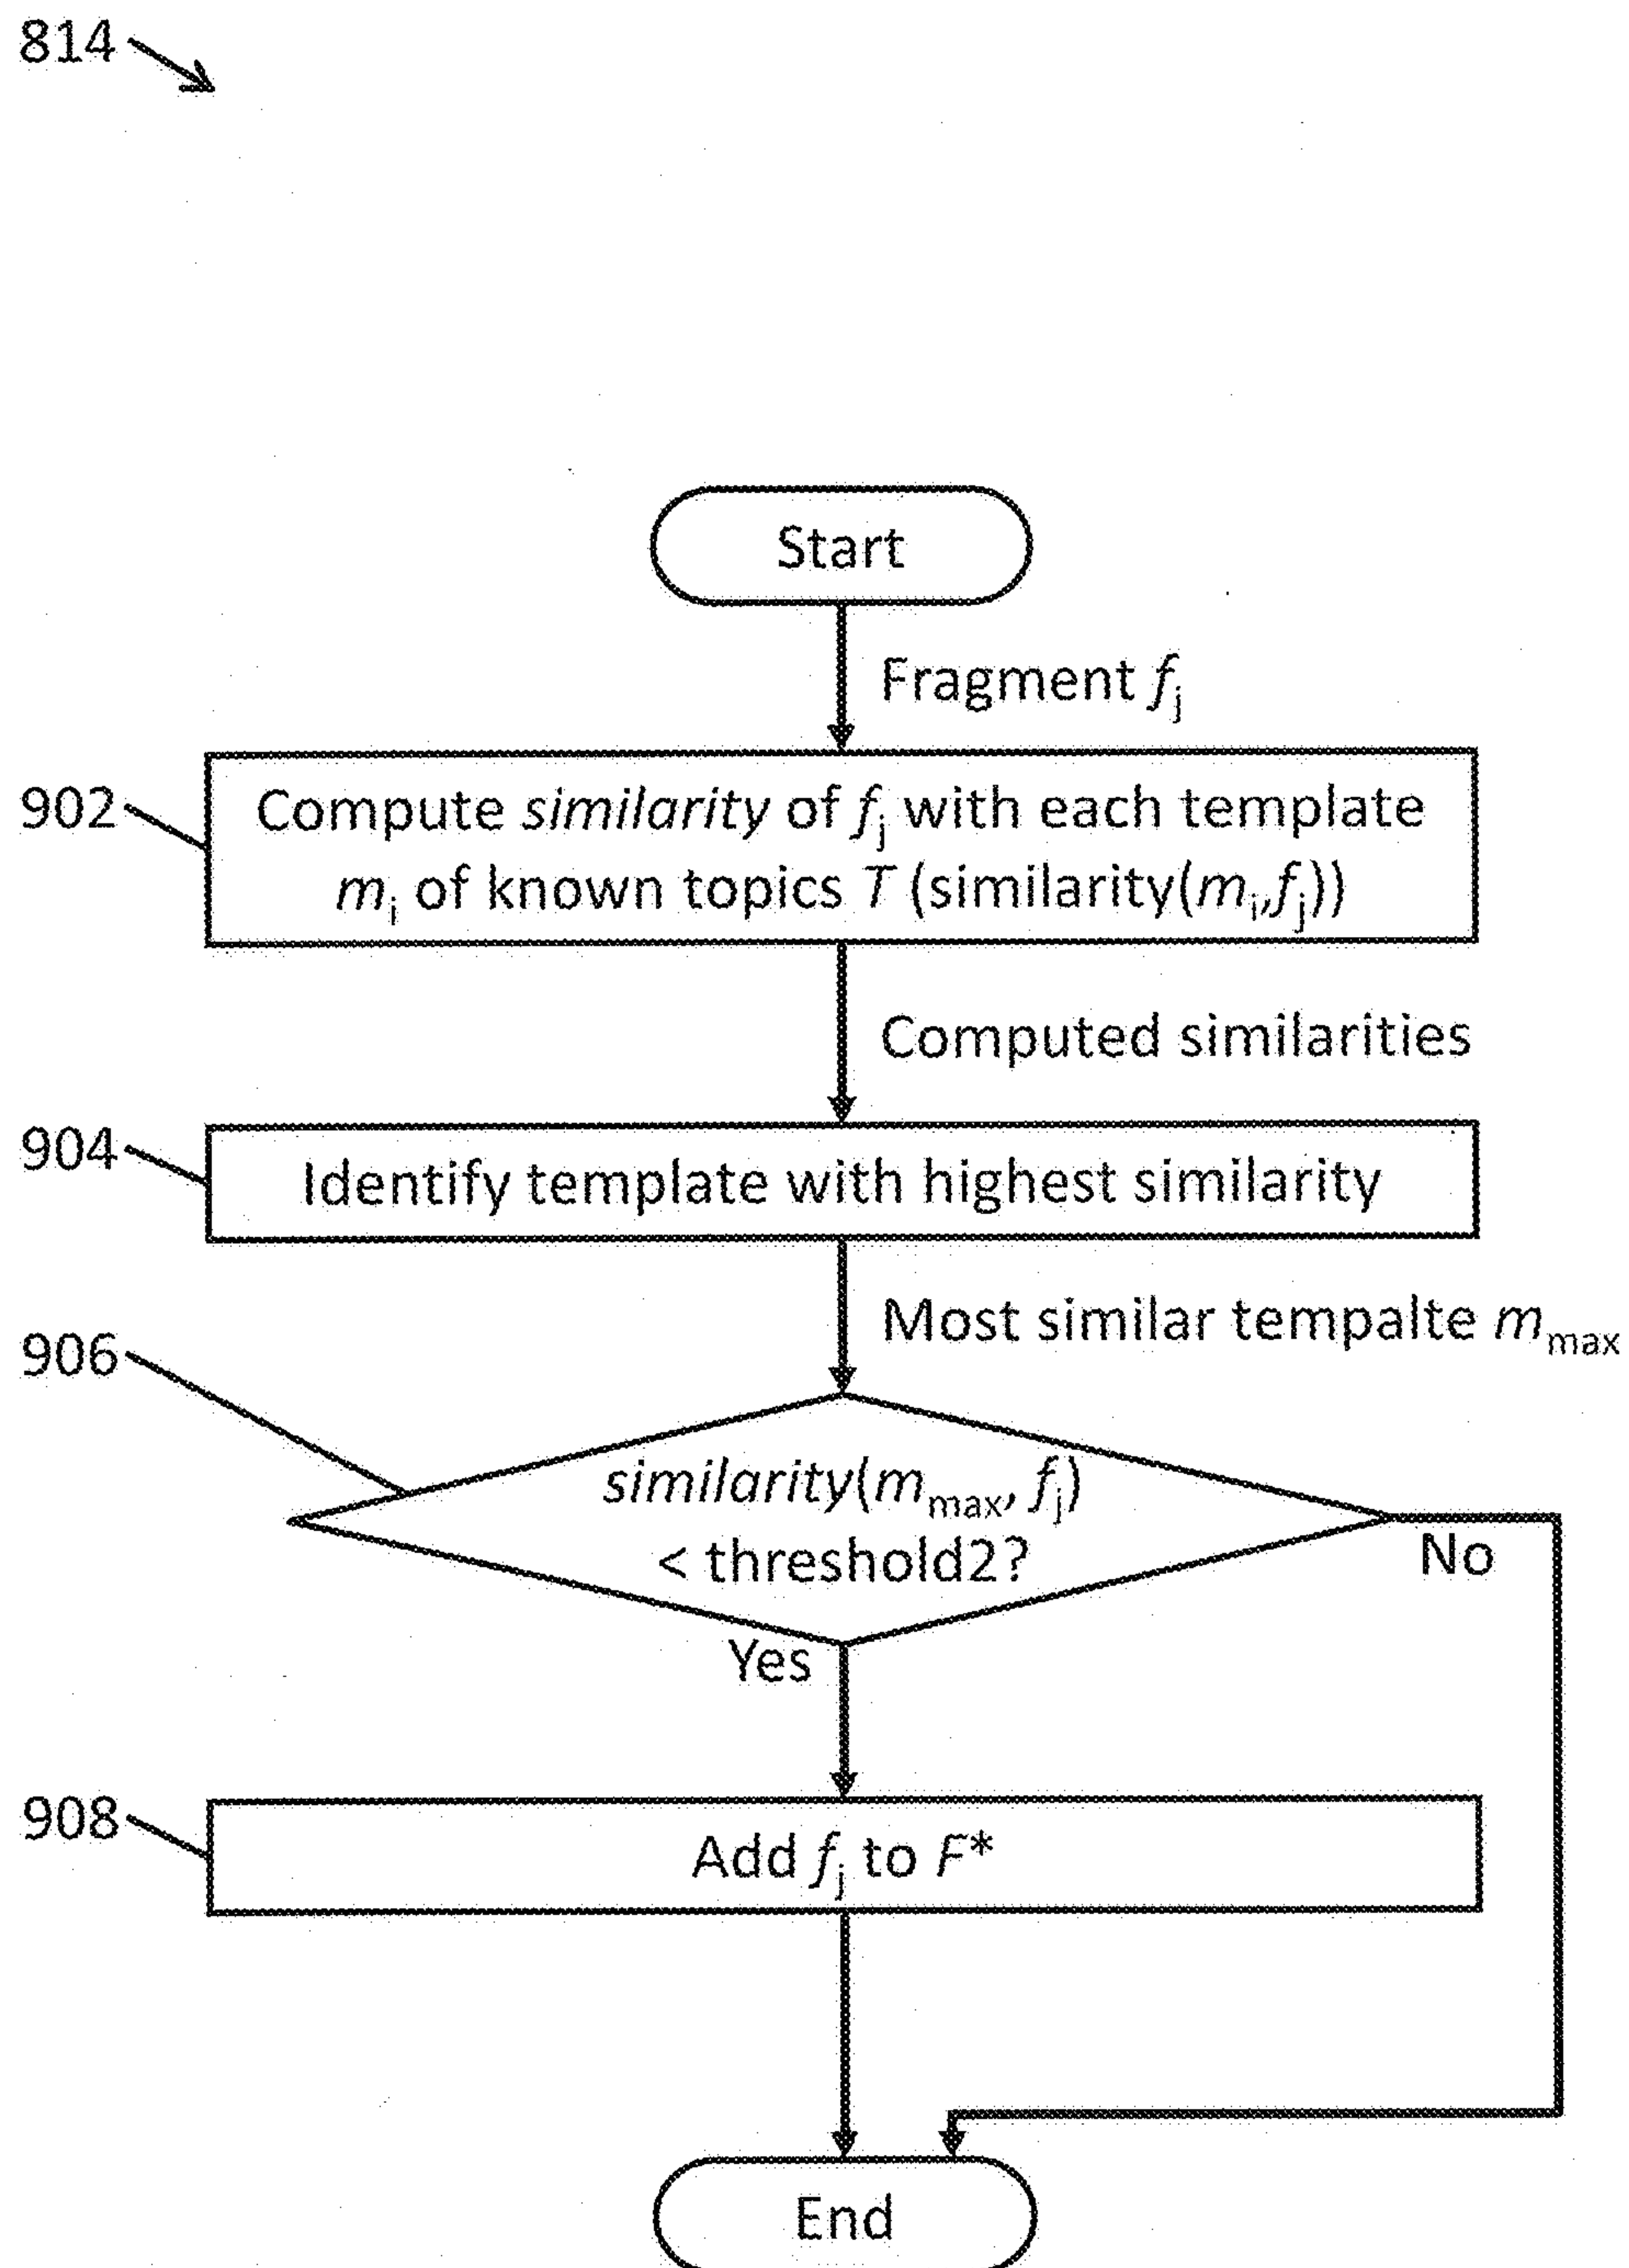 814
Start
Fragment fj
902
Compute similarity of fj with each template
mi of known topics T (similarity(mi,fj))
Computed similarities
904
Identify template with highest similarity
Most similar tempalte mmax
906
similarity(mmax, fj)
< threshold2?
No
Yes
908
Add fj to F*
End